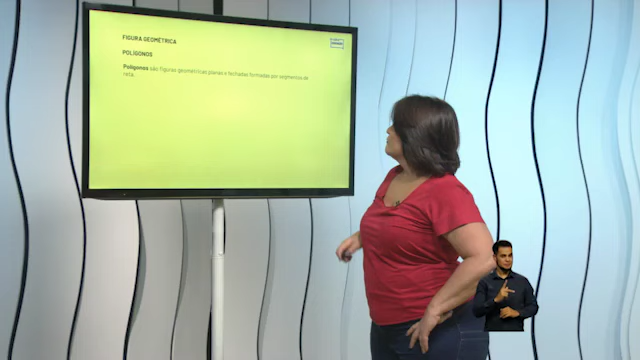 FIGURA GEOMÉTRICA
POLÍGONOS
Polígonos são figuras geométricas planas e fechadas formadas por segmentos de
reta.